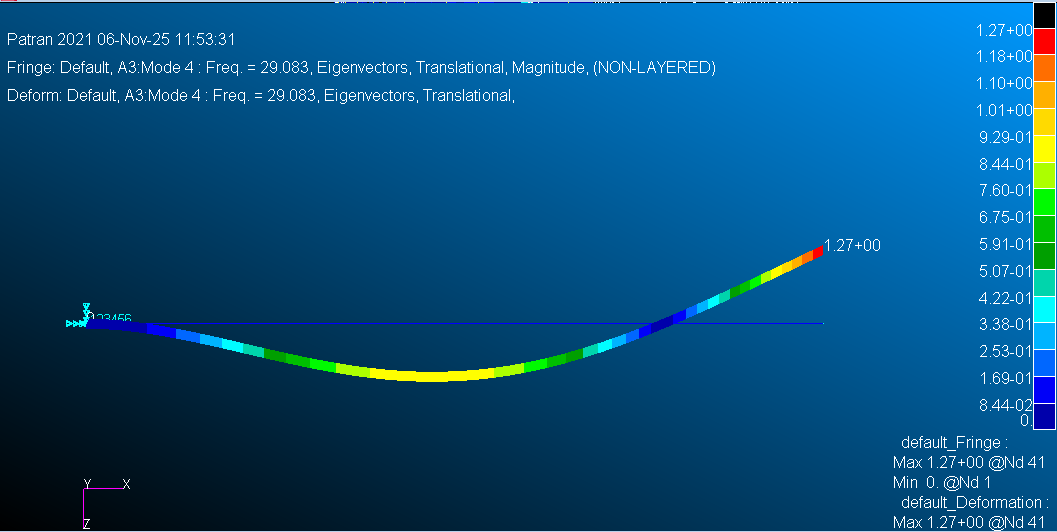 Patran 2021 06-Nov-25 11:53:31
Fringe: Default, A3:Mode 4 : Freq. = 29.083, Eigenvectors, Translational, Magnitude, (NON-LAYERED)
Deform: Default, A3:Mode 4 : Freq. = 29.083, Eigenvectors, Translational,
1.27+00
1.18+00
1.10+00
1.01+00
9.29-01
8.44-01
7.60-01
6.75-01
5.91-01
5.07-01
4.22-01
3.38-01
2.53-01
1.69-01
8.44-02
0.
1.27+00
123456
default_Fringe :
Max 1.27+00 @Nd 41
Min 0. @Nd 1
default_Deformation :
Max 1.27+00 @Nd 41
Y X
Z